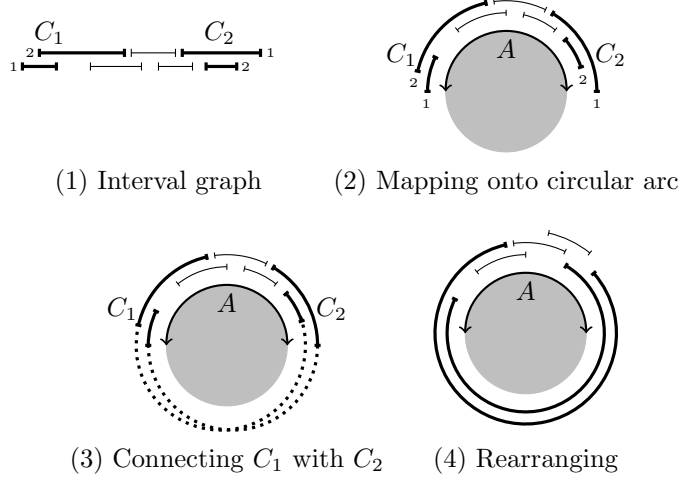 C₁ C₂
2 1
1 2
(1) Interval graph
A
C₁ C₂
2 2
1 1
(2) Mapping onto circular arc
A
C₁ C₂
(3) Connecting C₁ with C₂
A
(4) Rearranging